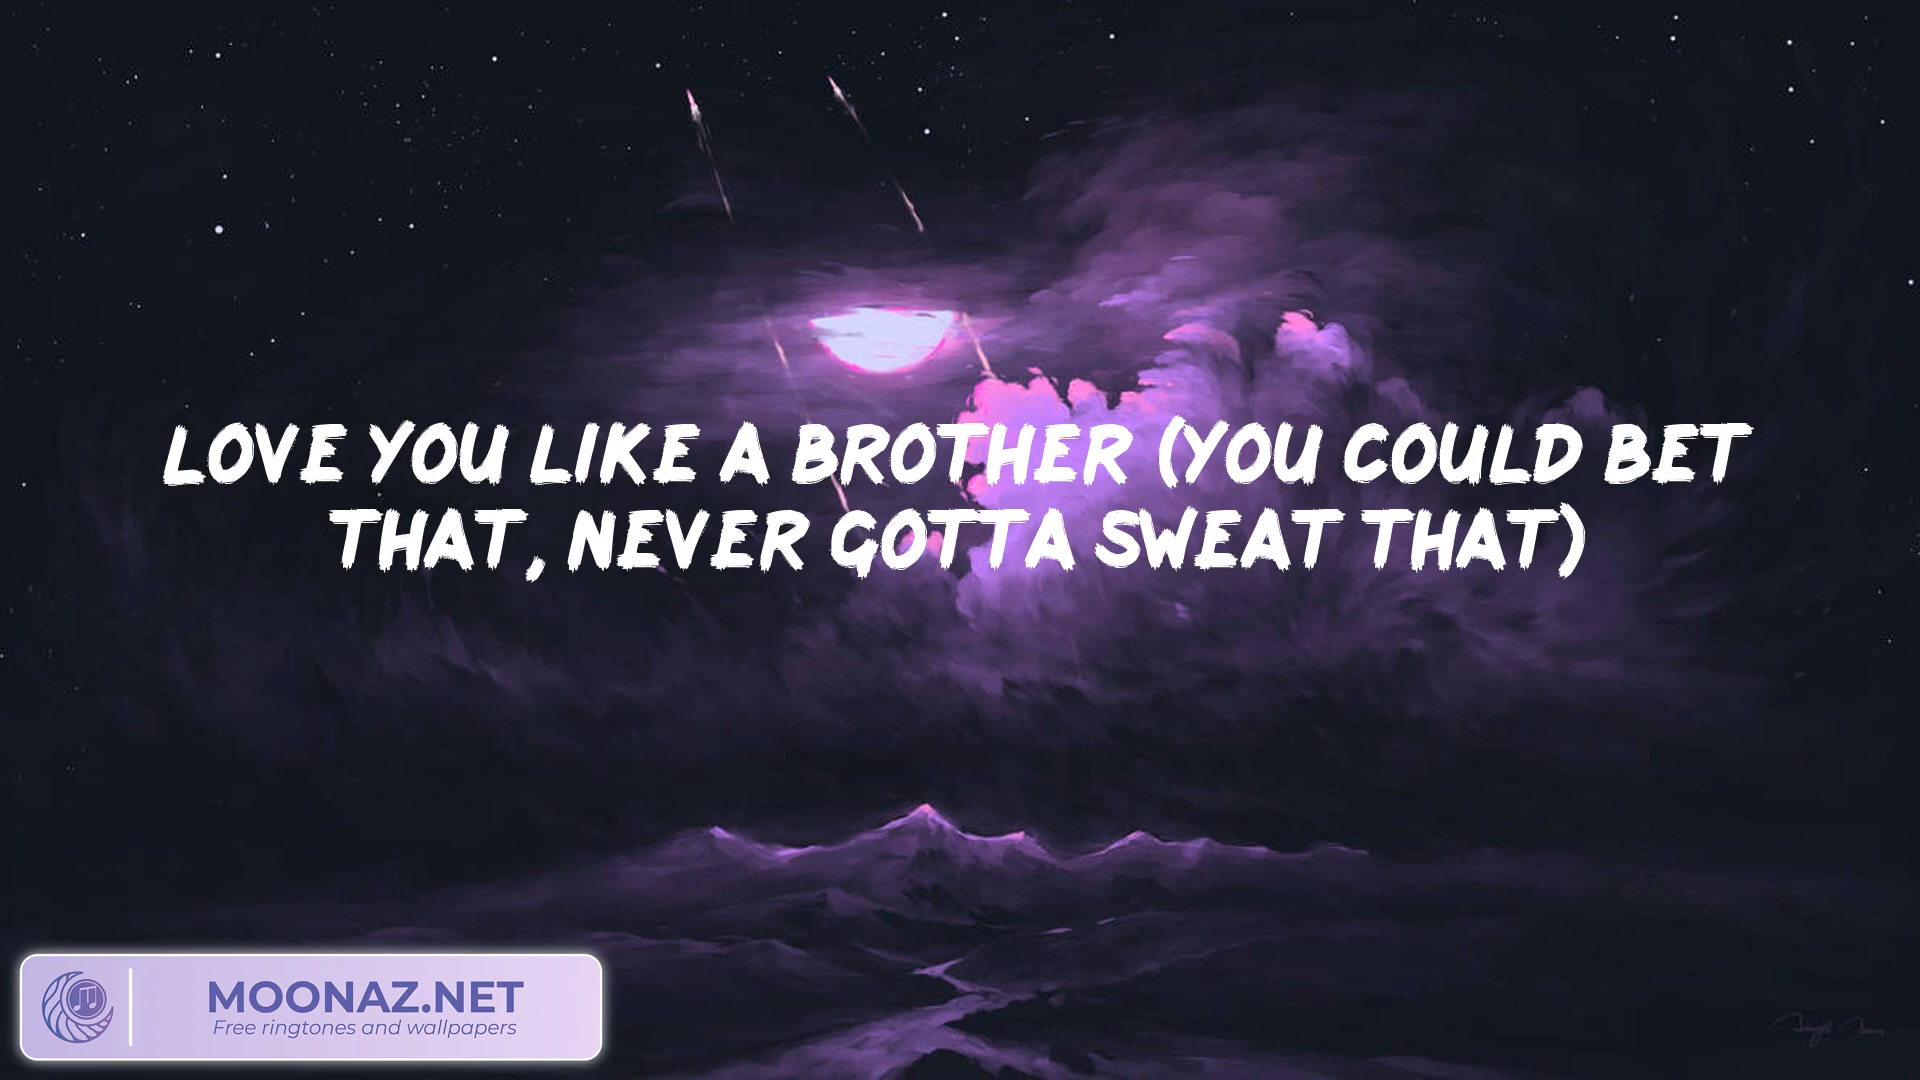 LOVE YOU LIKE A BROTHER (YOU COULD BET
THAT, NEVER GOTTA SWEAT THAT)
MOONAZ.NET
Free ringtones and wallpapers